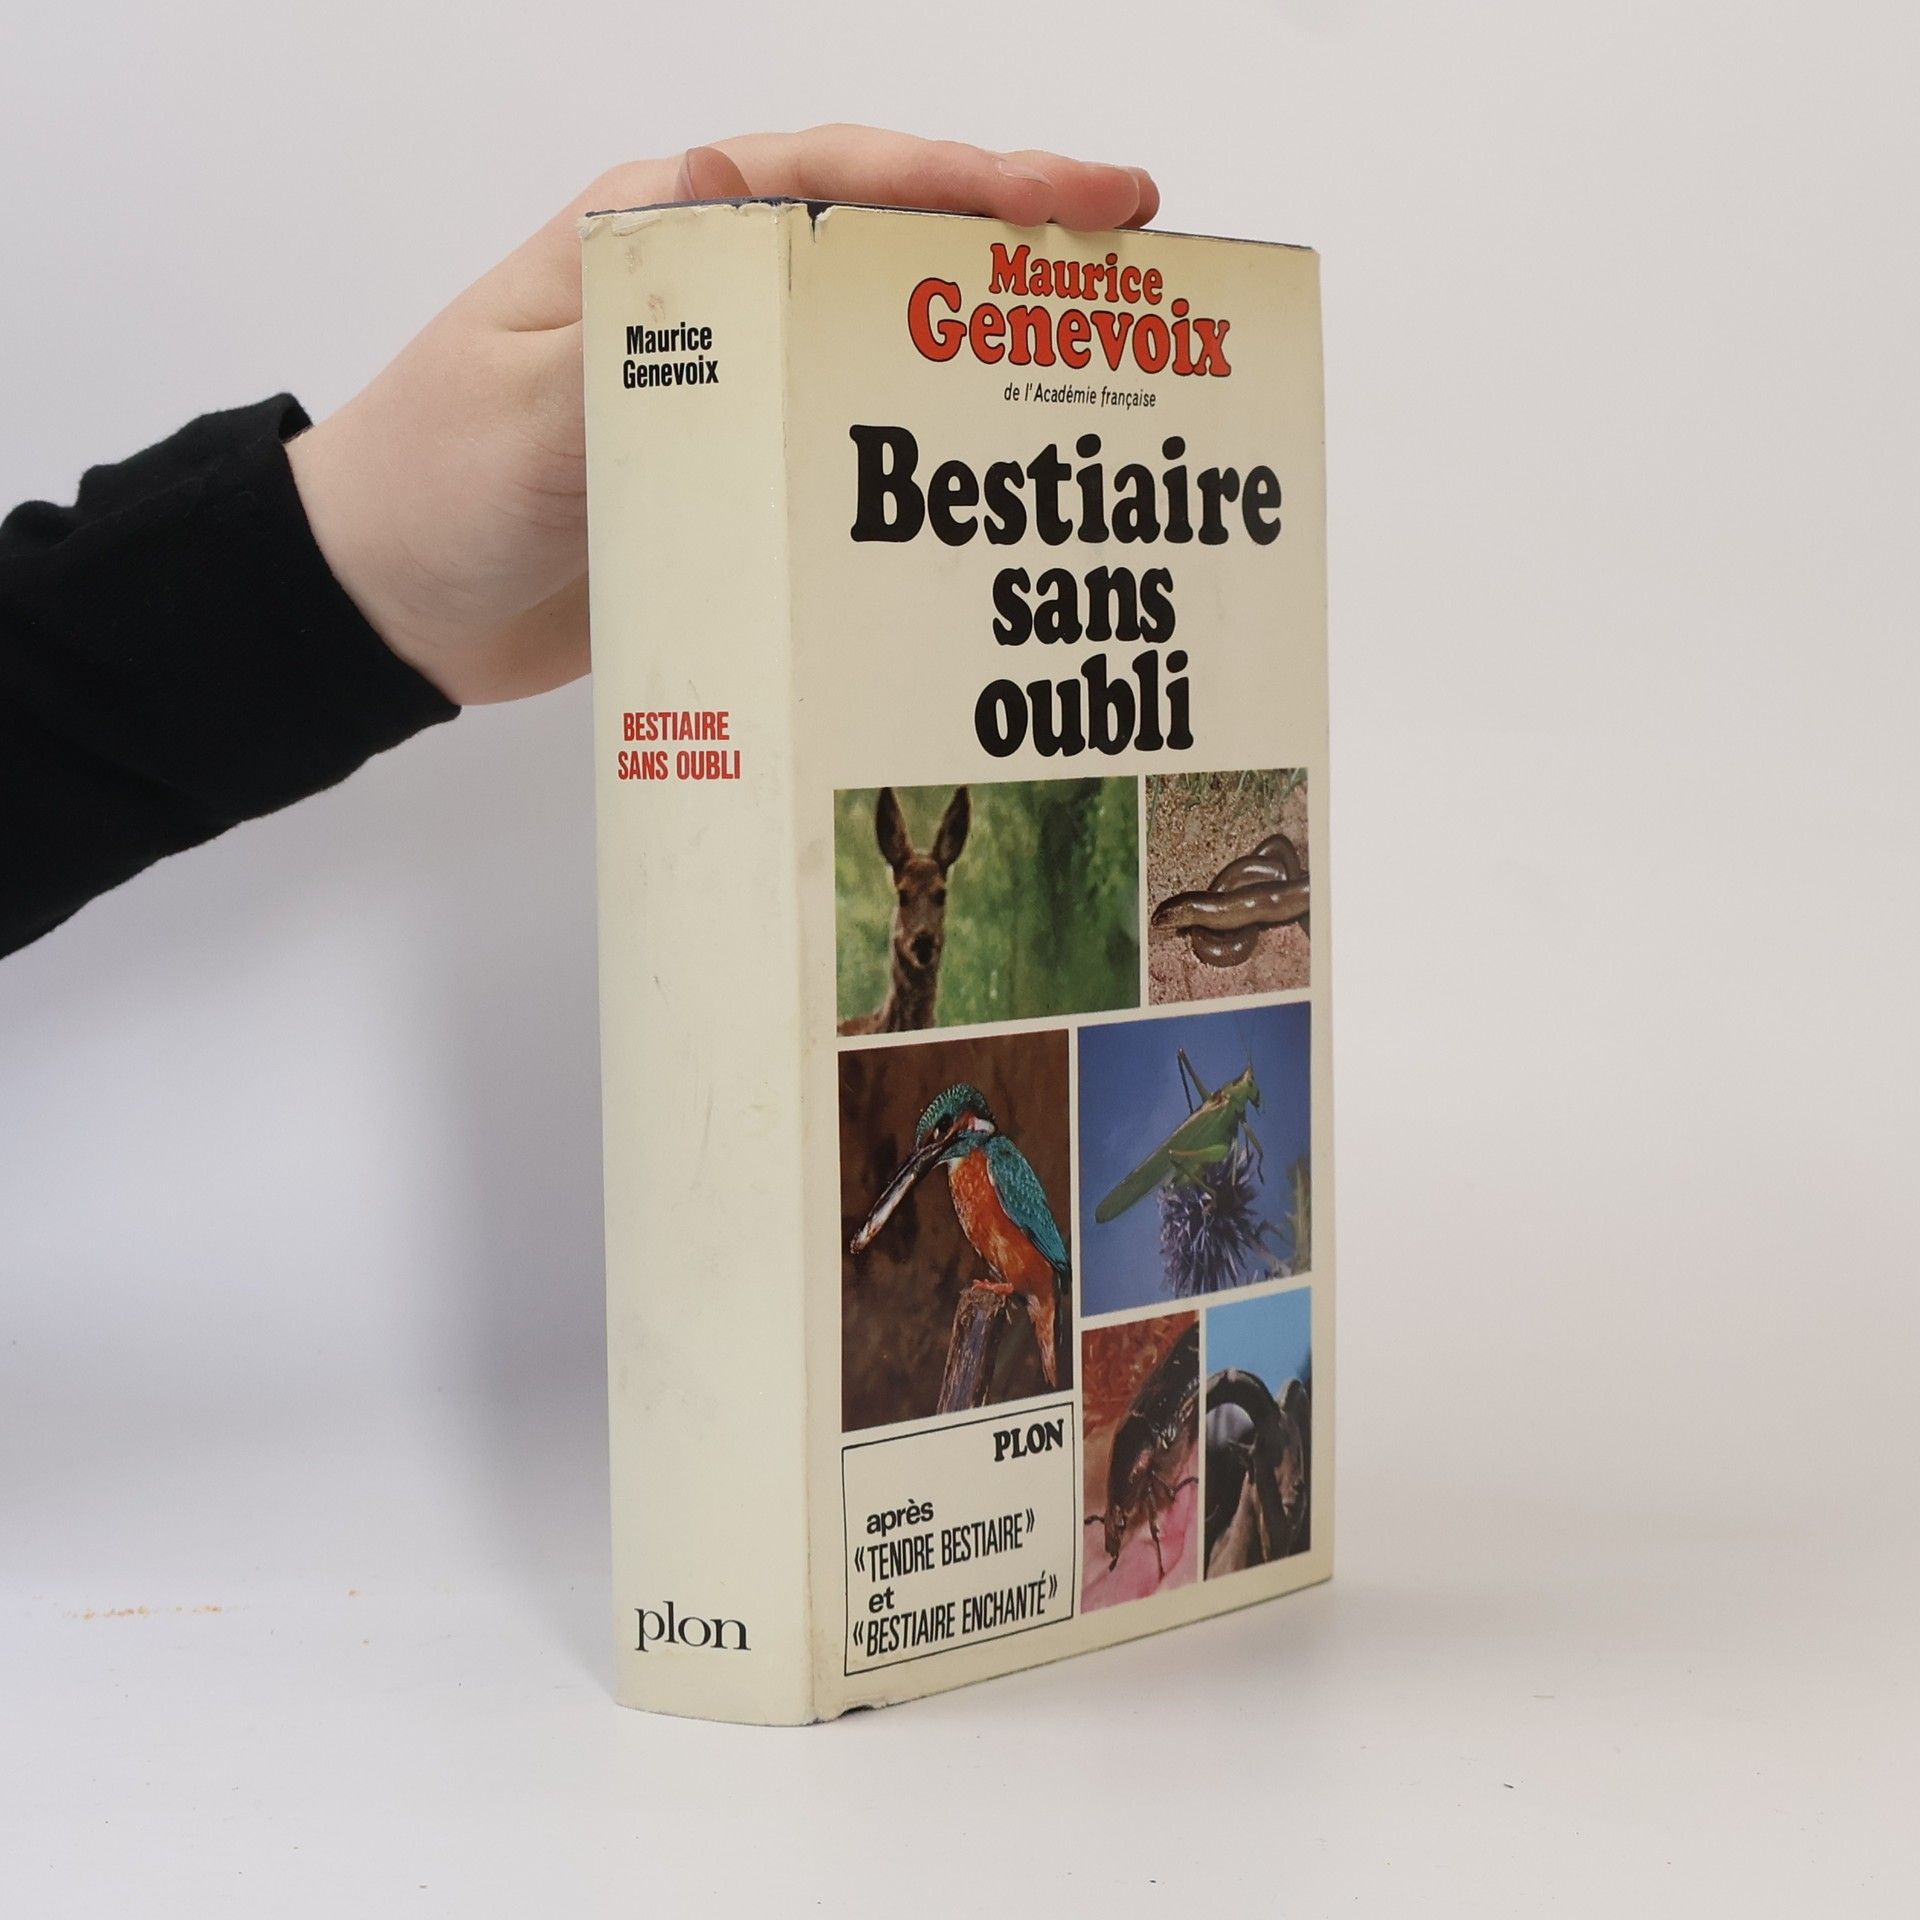 Maurice
Genevoix
BESTIAIRE
SANS OUBLI
plon
Maurice
Genevoix
de l'Académie française
Bestiaire
sans
oubli
PLON
après
«TENDRE BESTIAIRE»
et
«BESTIAIRE ENCHANTÉ»